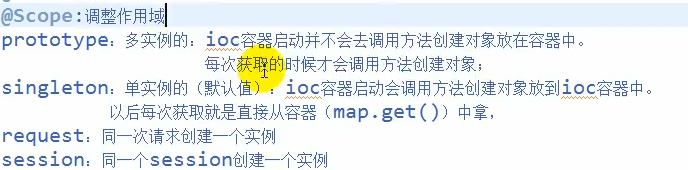 @Scope:调整作用域
prototype：多实例的：ioc容器启动并不会去调用方法创建对象放在容器中。
每次获取的时候才会调用方法创建对象；
singleton：单实例的（默认值）：ioc容器启动会调用方法创建对象放到ioc容器中。
以后每次获取就是直接从容器（map.get()）中拿，
request：同一次请求创建一个实例
session：同一个session创建一个实例